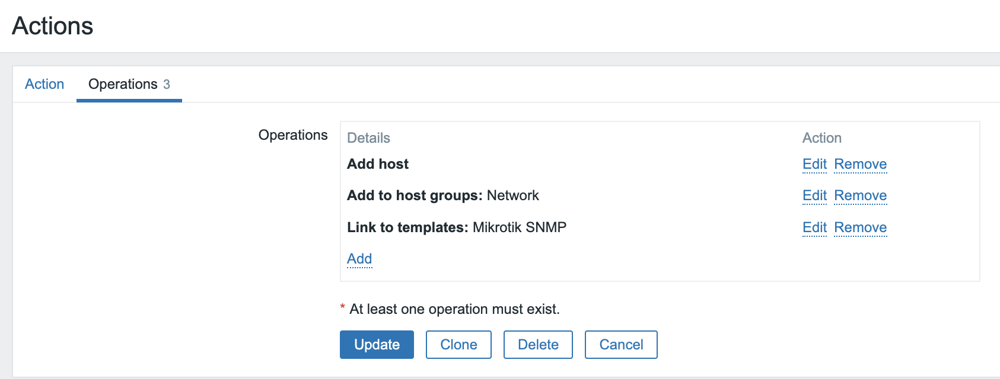 Actions
Action Operations 3
Operations Details Action
Add host Edit Remove
Add to host groups: Network Edit Remove
Link to templates: Mikrotik SNMP Edit Remove
Add
* At least one operation must exist.
Update Clone Delete Cancel